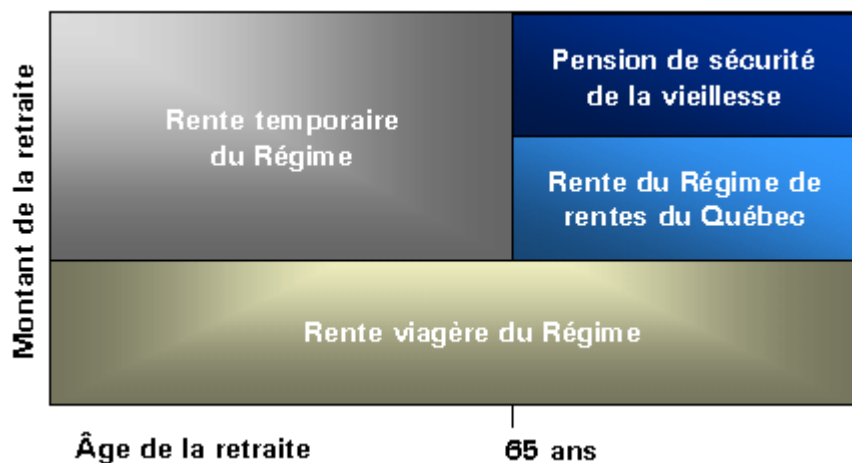 Montant de la retraite
Rente temporaire
du Régime
Pension de sécurité
de la vieillesse
Rente du Régime de
rentes du Québec
Rente viagère du Régime
Âge de la retraite
65 ans